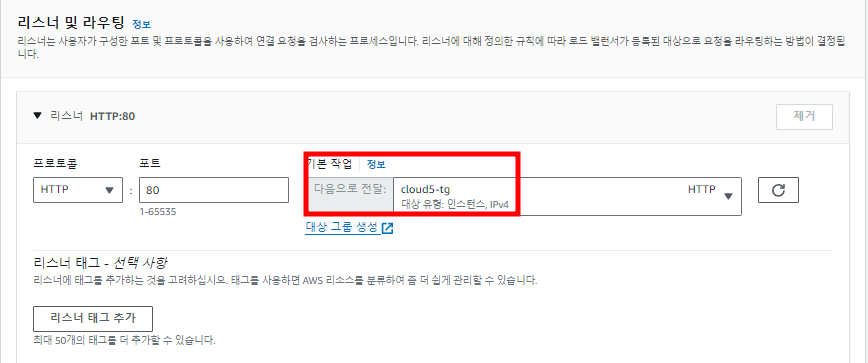 리스너 및 라우팅 정보
리스너는 사용자가 구성한 포트 및 프로토콜을 사용하여 연결 요청을 검사하는 프로세스입니다. 리스너에 대해 정의한 규칙에 따라 로드 밸런서가 등록된 대상으로 요청을 라우팅하는 방법이 결정됩
니다.
리스너 HTTP:80
제거
프로토콜 포트 기본 작업 정보
HTTP : 80 다음으로 전달: cloud5-tg HTTP
대상 유형: 인스턴스, IPv4
1-65535
대상 그룹 생성
리스너 태그 - 선택 사항
리스너에 태그를 추가하는 것을 고려하십시오. 태그를 사용하면 AWS 리소스를 분류하여 좀 더 쉽게 관리할 수 있습니다.
리스너 태그 추가
최대 50개의 태그를 더 추가할 수 있습니다.